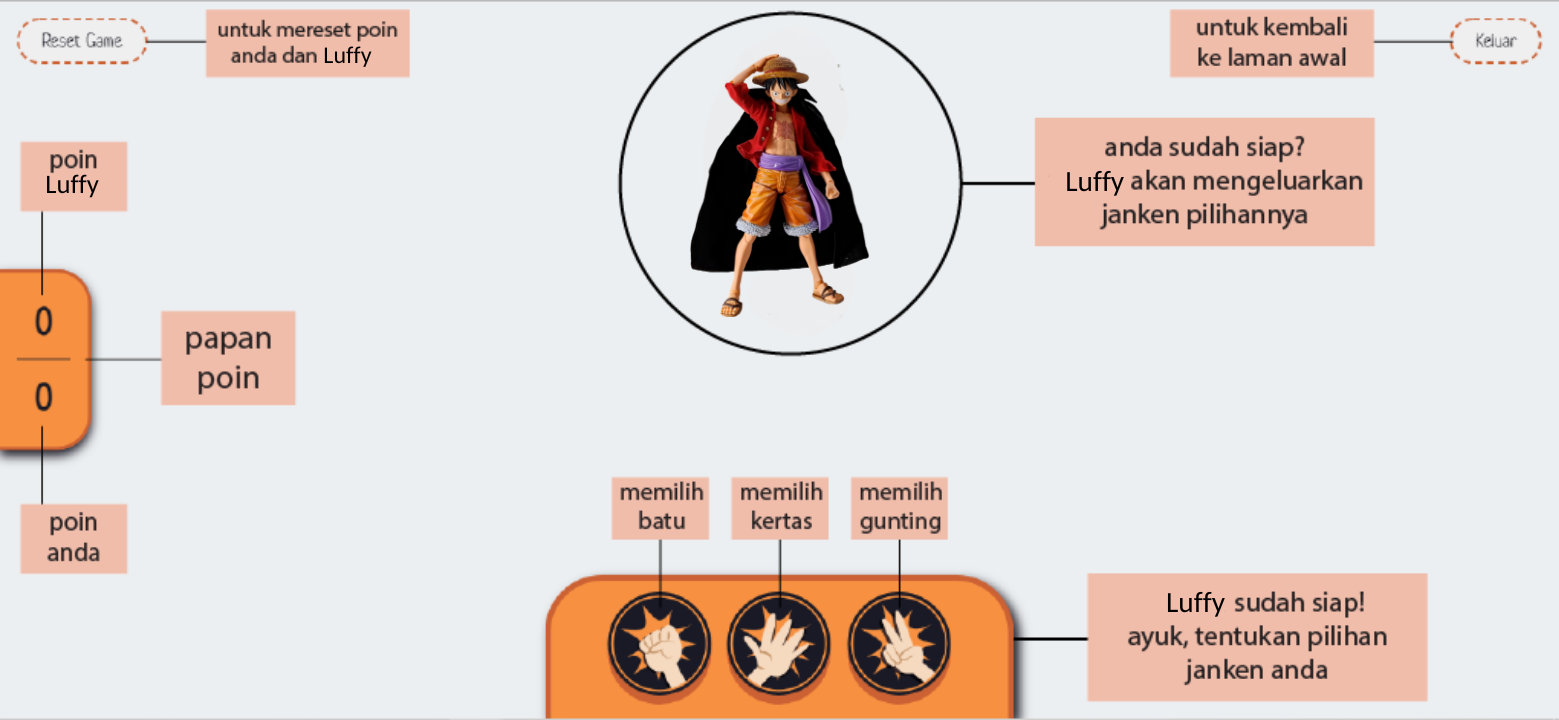 Reset Game
untuk mereset poin
anda dan Luffy
untuk kembali
ke laman awal
Keluar
anda sudah siap?
Luffy akan mengeluarkan
janken pilihannya
poin
Luffy
0
0
papan
poin
poin
anda
memilih
batu
memilih
kertas
memilih
gunting
Luffy sudah siap!
ayuk, tentukan pilihan
janken anda